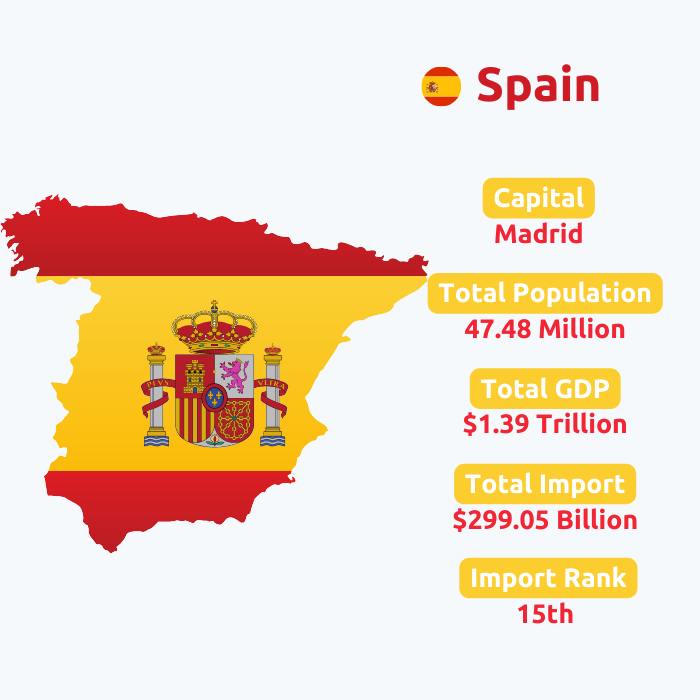 Spain
Capital
Madrid
Total Population
47.48 Million
Total GDP
$1.39 Trillion
Total Import
$299.05 Billion
Import Rank
15th
PLVS VLTRA